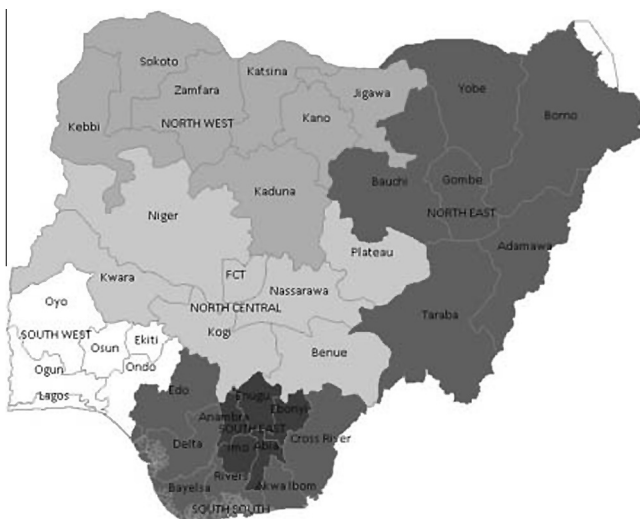 Sokoto
Katsina
Zamfara
Jigawa
Yobe
Borno
Kano
NORTH WEST
Kebbi
Bauchi
Gombe
Kaduna
NORTH EAST
Niger
Adamawa
Plateau
FCT
Kwara
Nassarawa
Oyo
NORTH CENTRAL
Taraba
SOUTH WEST
Kogi
Ekiti
Osun
Benue
Ogun
Ondo
Lagos
Edo
Enugu
Ebonyi
Anambra
SOUTH EAST
Delta
Imo
Abia
Cross River
Rivers
Bayelsa
Akwa Ibom
SOUTH SOUTH